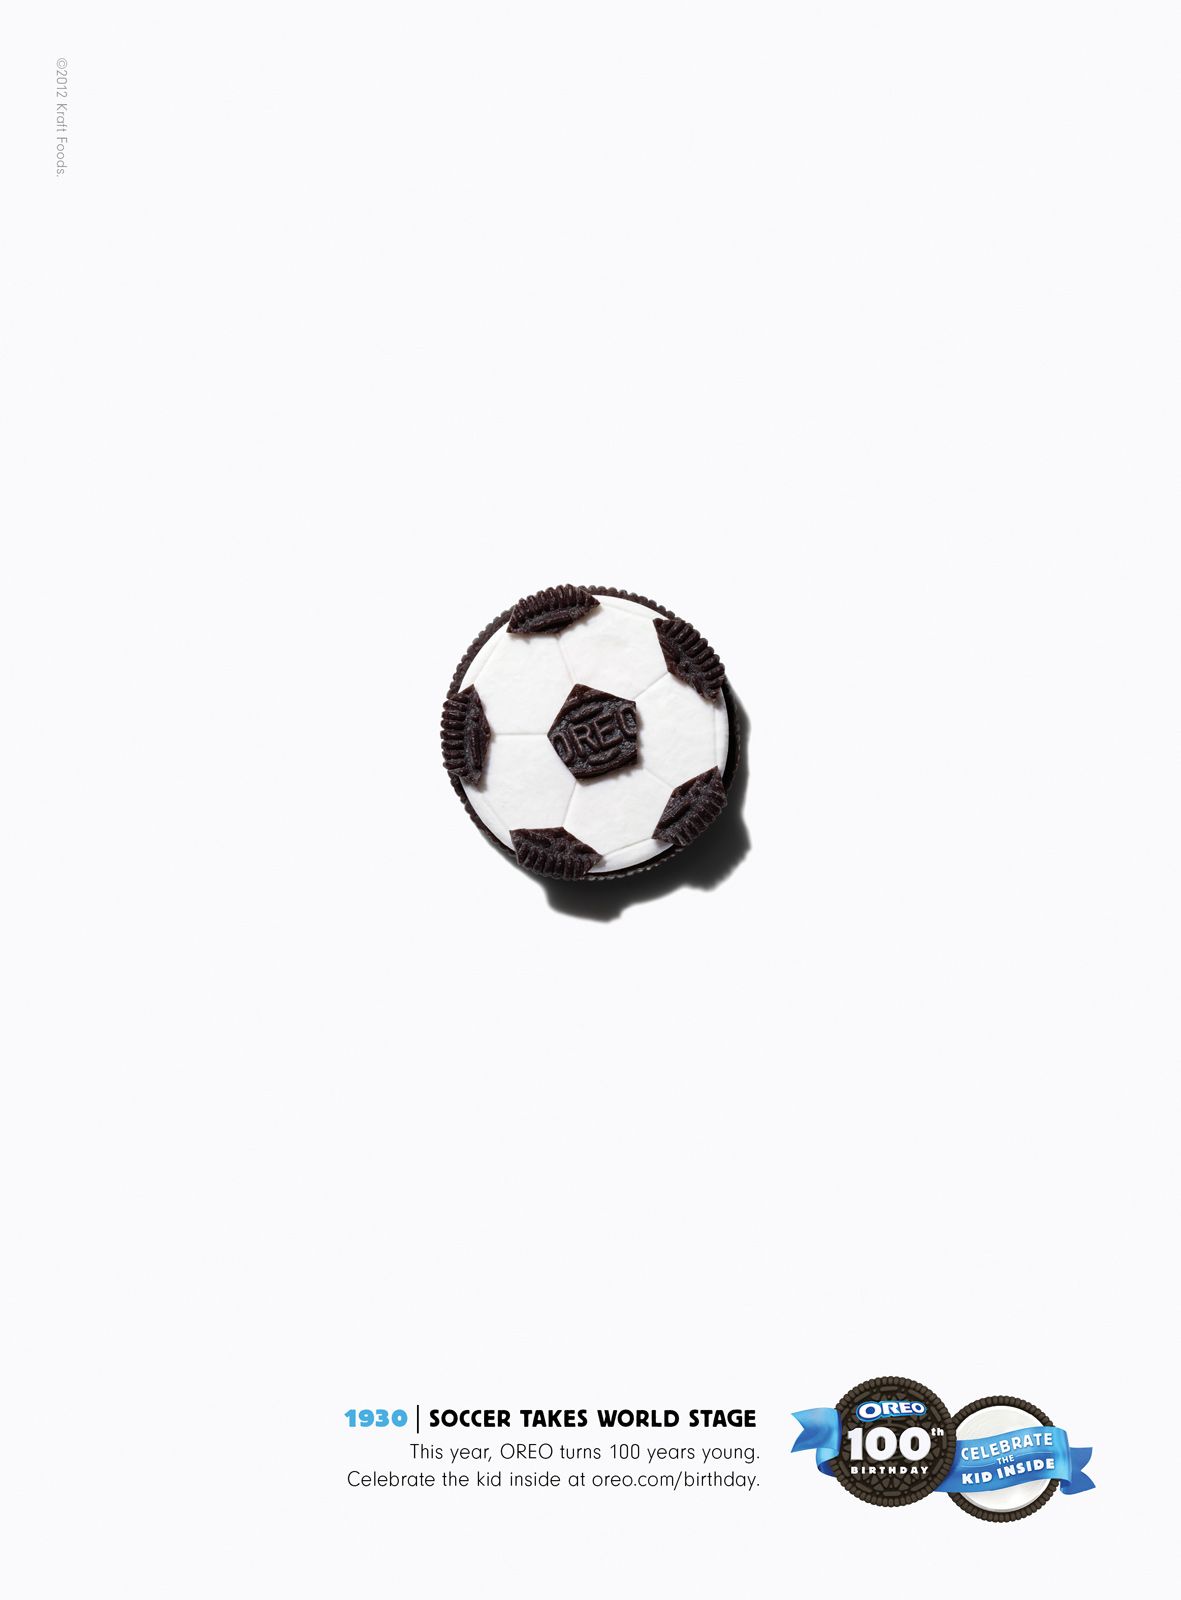 ©2012 Kraft Foods.
OREO
1930 | SOCCER TAKES WORLD STAGE
This year, OREO turns 100 years young.
Celebrate the kid inside at oreo.com/birthday.
OREO
100th
BIRTHDAY
CELEBRATE
THE
KID INSIDE